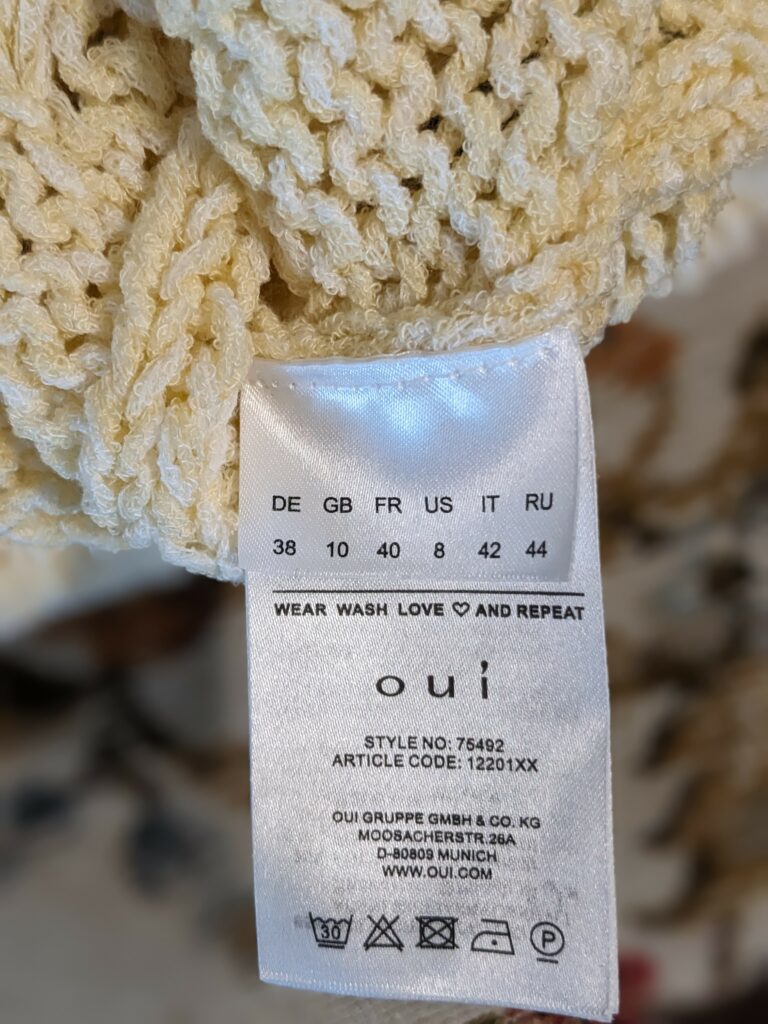 DE GB FR US IT RU
38 10 40 8 42 44
WEAR WASH LOVE ♡ AND REPEAT
oui
STYLE NO: 75492
ARTICLE CODE: 12201XX
OUI GRUPPE GMBH & CO. KG
MOOSACHERSTR.26A
D-80809 MUNICH
WWW.OUI.COM
30 P